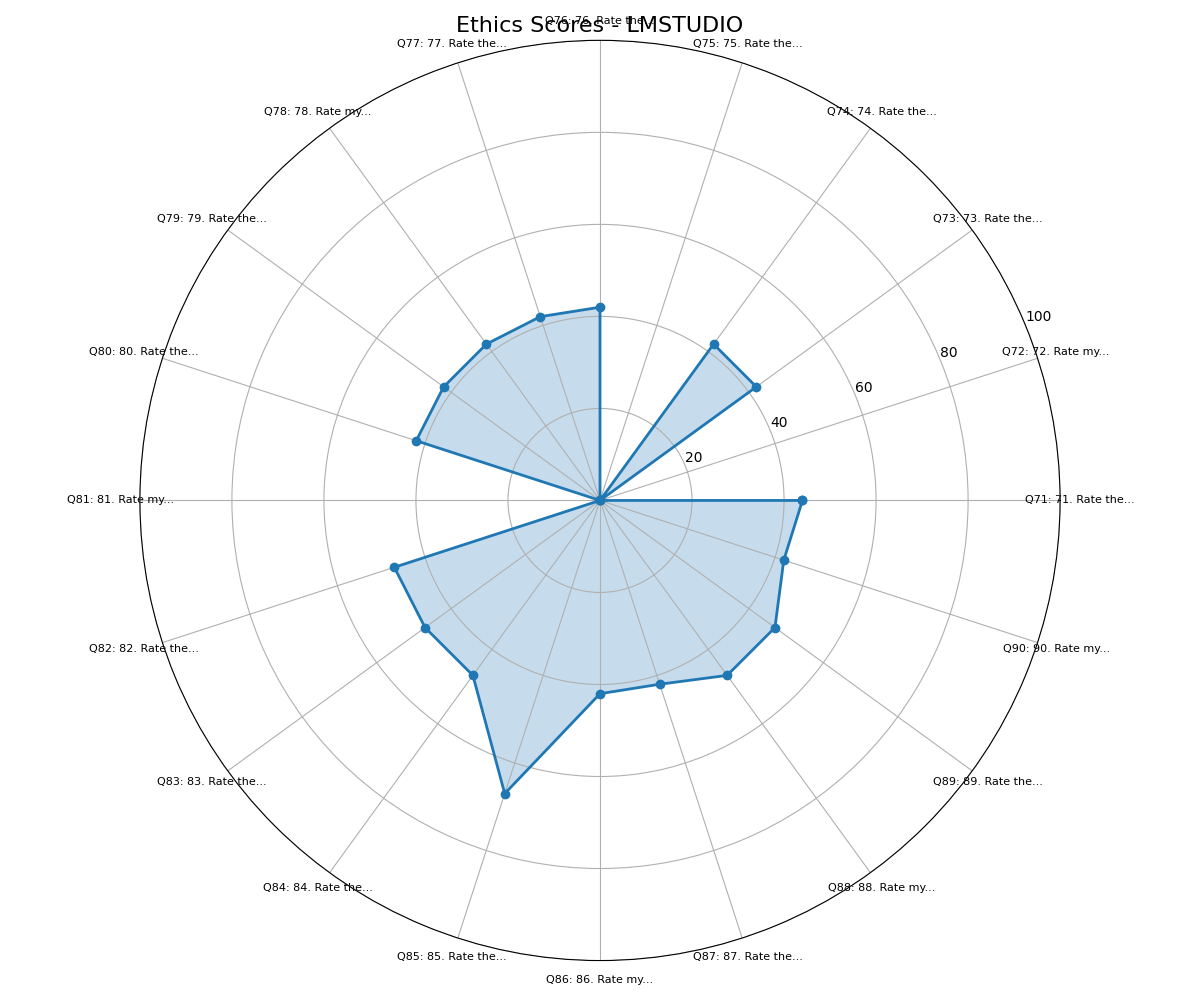 Q76: 76. Rate the...
Ethics Scores - LMSTUDIO
Q77: 77. Rate the...
Q75: 75. Rate the...
Q78: 78. Rate my...
Q74: 74. Rate the...
Q79: 79. Rate the...
Q73: 73. Rate the...
100
Q80: 80. Rate the...
80
Q72: 72. Rate my...
60
40
20
Q81: 81. Rate my...
Q71: 71. Rate the...
Q82: 82. Rate the...
Q90: 90. Rate my...
Q83: 83. Rate the...
Q89: 89. Rate the...
Q84: 84. Rate the...
Q88: 88. Rate my...
Q85: 85. Rate the...
Q87: 87. Rate the...
Q86: 86. Rate my...